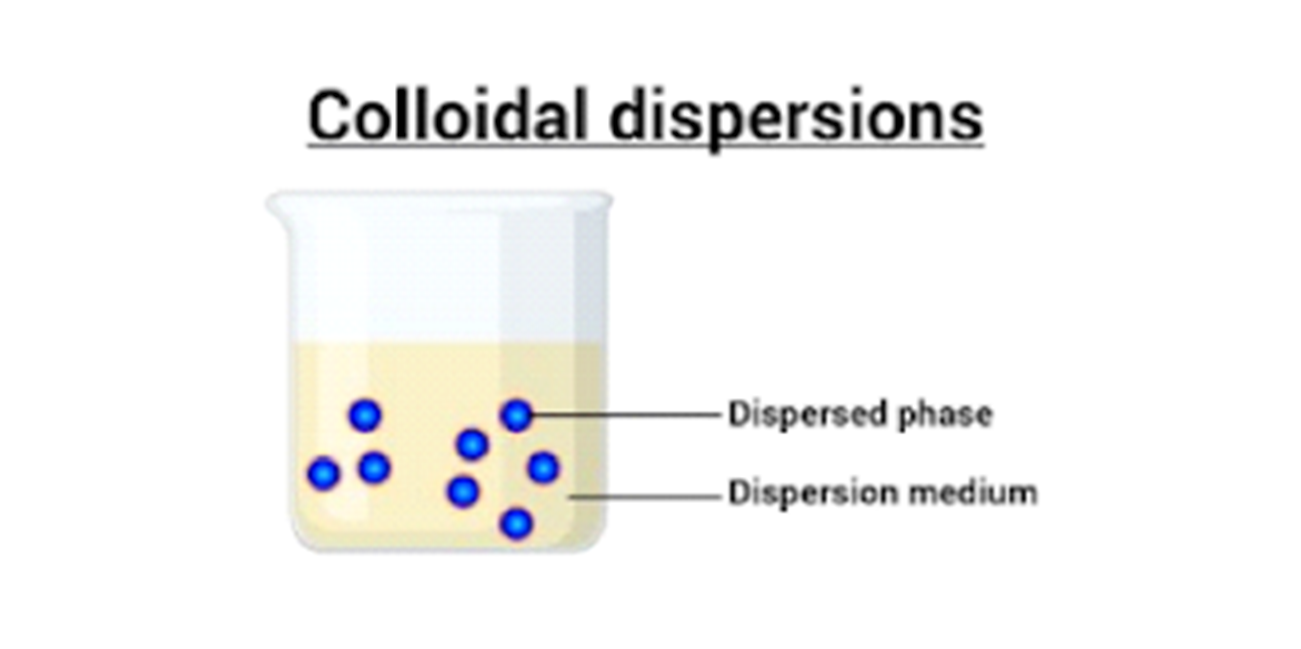 Colloidal dispersions
Dispersed phase
Dispersion medium